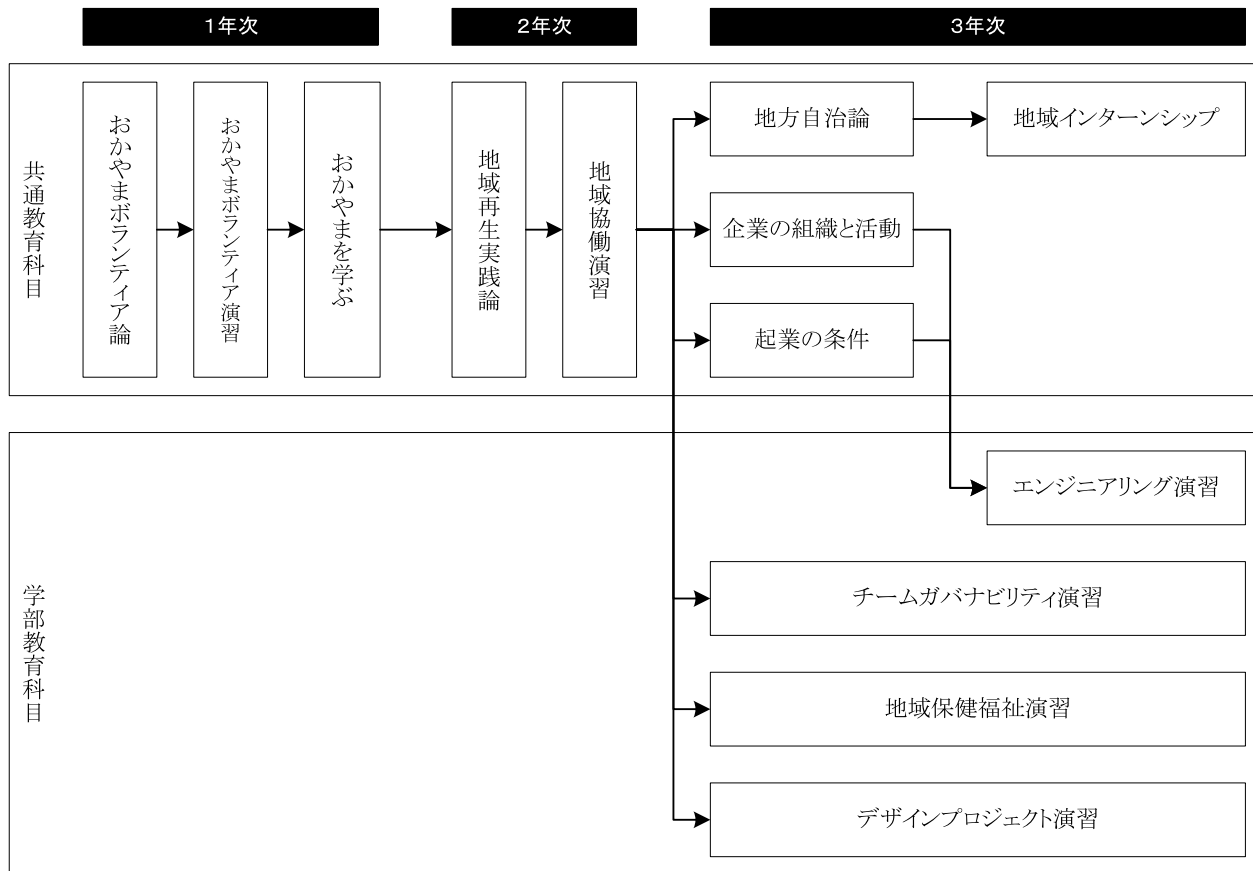 1年次
2年次
3年次
共通教育科目
おかやまボランティア論
おかやまボランティア演習
おかやまを学ぶ
地域再生実践論
地域協働演習
地方自治論
地域インターンシップ
企業の組織と活動
起業の条件
学部教育科目
エンジニアリング演習
チームガバナビリティ演習
地域保健福祉演習
デザインプロジェクト演習